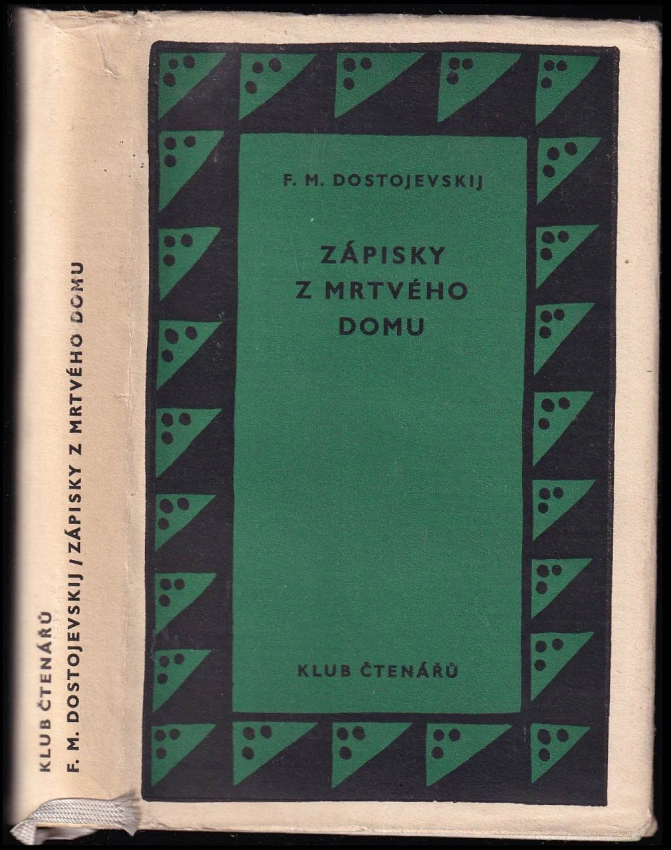 KLUB ČTENÁŘŮ
F. M. DOSTOJEVSKIJ / ZÁPISKY Z MRTVÉHO DOMU
F. M. DOSTOJEVSKIJ
ZÁPISKY
Z MRTVÉHO
DOMU
KLUB ČTENÁŘŮ